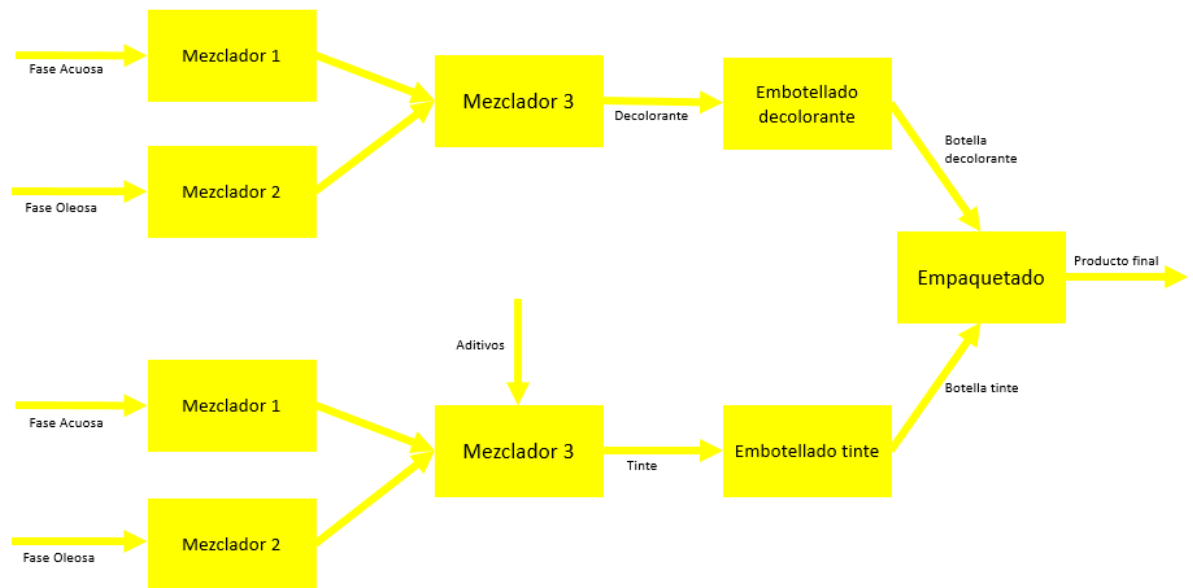 Fase Acuosa
Mezclador 1
Fase Oleosa
Mezclador 2
Mezclador 3
Decolorante
Embotellado
decolorante
Botella
decolorante
Empaquetado
Producto final
Fase Acuosa
Mezclador 1
Fase Oleosa
Mezclador 2
Aditivos
Mezclador 3
Tinte
Embotellado tinte
Botella tinte